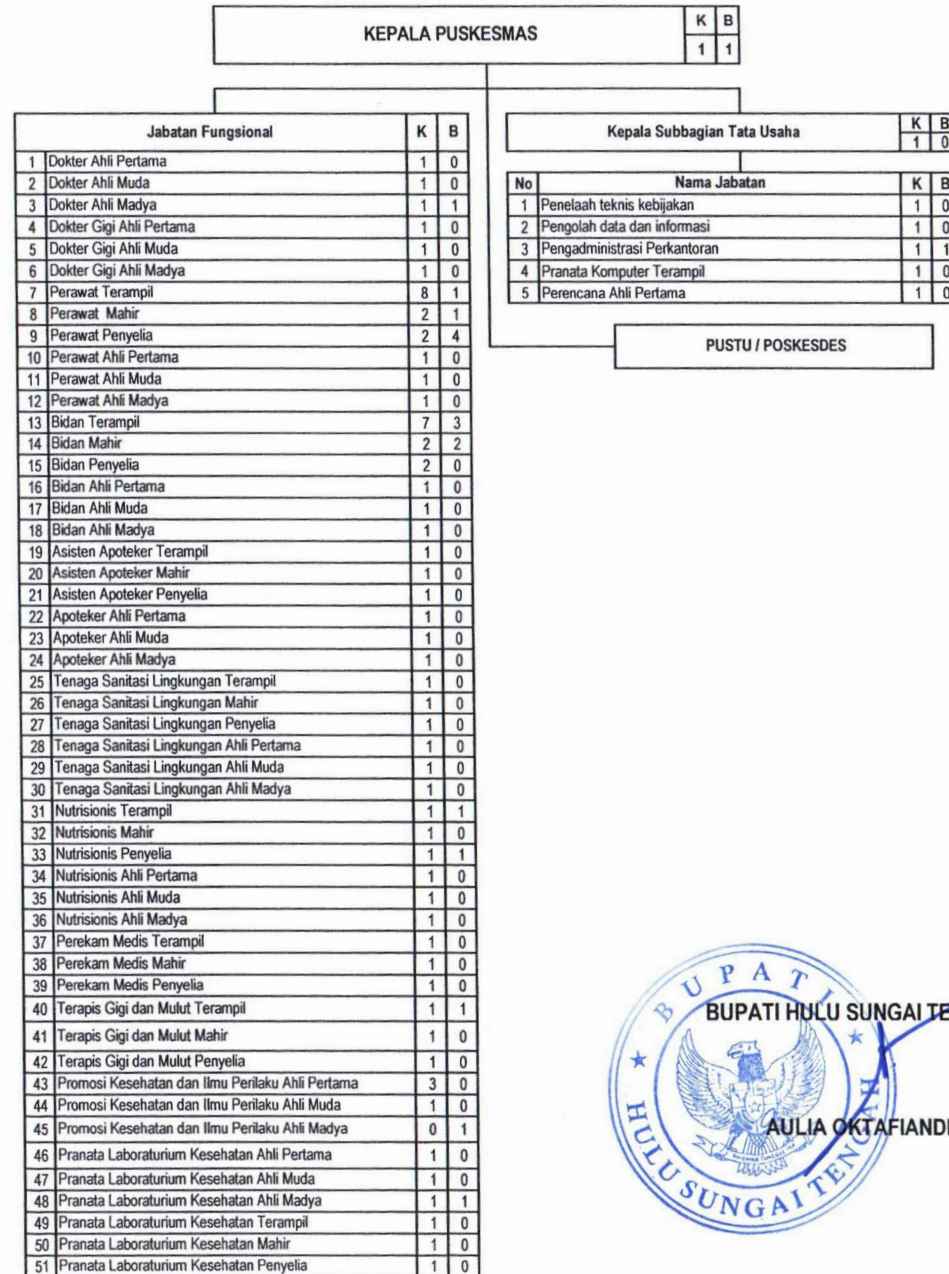 KEPALA PUSKESMAS K B
1 1
Jabatan Fungsional K B
1 Dokter Ahli Pertama 1 0
2 Dokter Ahli Muda 1 0
3 Dokter Ahli Madya 1 1
4 Dokter Gigi Ahli Pertama 1 0
5 Dokter Gigi Ahli Muda 1 0
6 Dokter Gigi Ahli Madya 1 0
7 Perawat Terampil 8 1
8 Perawat Mahir 2 1
9 Perawat Penyelia 2 4
10 Perawat Ahli Pertama 1 0
11 Perawat Ahli Muda 1 0
12 Perawat Ahli Madya 1 0
13 Bidan Terampil 7 3
14 Bidan Mahir 2 2
15 Bidan Penyelia 2 0
16 Bidan Ahli Pertama 1 0
17 Bidan Ahli Muda 1 0
18 Bidan Ahli Madya 1 0
19 Asisten Apoteker Terampil 1 0
20 Asisten Apoteker Mahir 1 0
21 Asisten Apoteker Penyelia 1 0
22 Apoteker Ahli Pertama 1 0
23 Apoteker Ahli Muda 1 0
24 Apoteker Ahli Madya 1 0
25 Tenaga Sanitasi Lingkungan Terampil 1 0
26 Tenaga Sanitasi Lingkungan Mahir 1 0
27 Tenaga Sanitasi Lingkungan Penyelia 1 0
28 Tenaga Sanitasi Lingkungan Ahli Pertama 1 0
29 Tenaga Sanitasi Lingkungan Ahli Muda 1 0
30 Tenaga Sanitasi Lingkungan Ahli Madya 1 0
31 Nutrisionis Terampil 1 1
32 Nutrisionis Mahir 1 0
33 Nutrisionis Penyelia 1 1
34 Nutrisionis Ahli Pertama 1 0
35 Nutrisionis Ahli Muda 1 0
36 Nutrisionis Ahli Madya 1 0
37 Perekam Medis Terampil 1 0
38 Perekam Medis Mahir 1 0
39 Perekam Medis Penyelia 1 0
40 Terapis Gigi dan Mulut Terampil 1 1
41 Terapis Gigi dan Mulut Mahir 1 0
42 Terapis Gigi dan Mulut Penyelia 1 0
43 Promosi Kesehatan dan Ilmu Perilaku Ahli Pertama 3 0
44 Promosi Kesehatan dan Ilmu Perilaku Ahli Muda 1 0
45 Promosi Kesehatan dan Ilmu Perilaku Ahli Madya 0 1
46 Pranata Laboraturium Kesehatan Ahli Pertama 1 0
47 Pranata Laboraturium Kesehatan Ahli Muda 1 0
48 Pranata Laboraturium Kesehatan Ahli Madya 1 1
49 Pranata Laboraturium Kesehatan Terampil 1 0
50 Pranata Laboraturium Kesehatan Mahir 1 0
51 Pranata Laboraturium Kesehatan Penyelia 1 0
Kepala Subbagian Tata Usaha K B
1 0
No Nama Jabatan K B
1 Penelaah teknis kebijakan 1 0
2 Pengolah data dan informasi 1 0
3 Pengadministrasi Perkantoran 1 1
4 Pranata Komputer Terampil 1 0
5 Perencana Ahli Pertama 1 0
PUSTU / POSKESDES
BUPATI
BUPATI HULU SUNGAI TE
AULIA OKTAFIANDI
HULU SUNGAI TENGAH